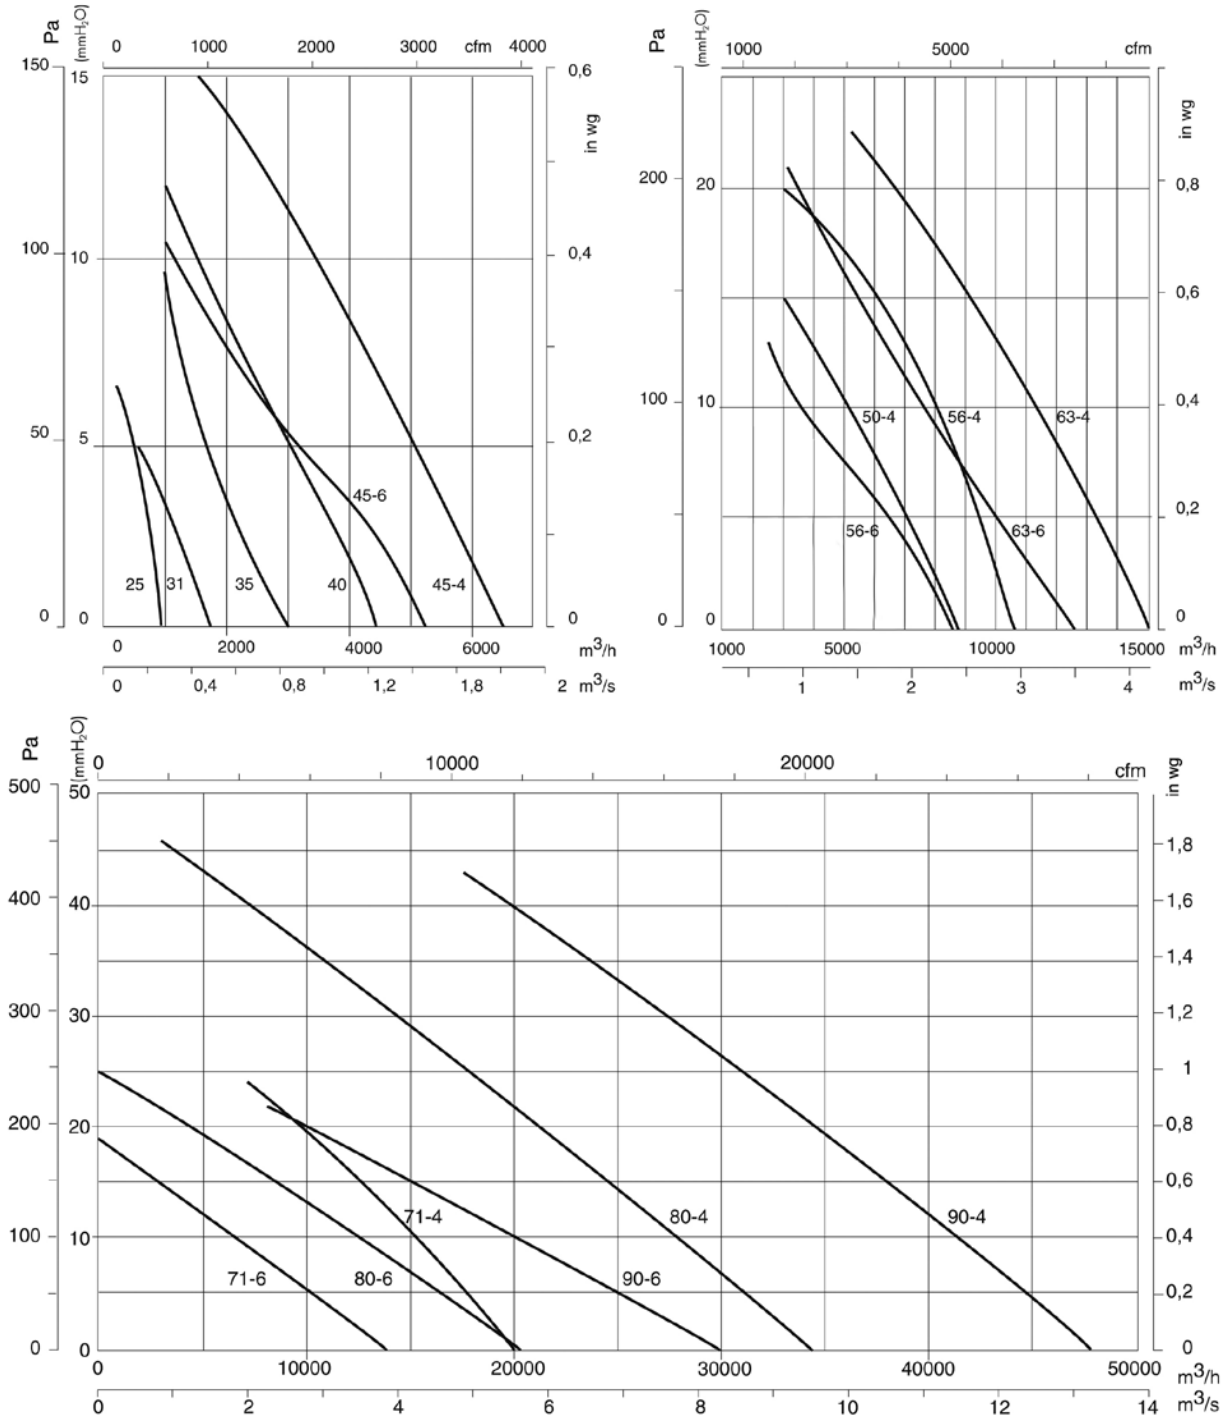 Pa
(mmH₂O)
0 1000 2000 3000 cfm 4000
150 15 0,6
in wg
100 10 0,4
50 5 0,2
45-6
25 31 35 40 45-4
0 0 0
0 2000 4000 6000 m³/h
0 0,4 0,8 1,2 1,8 2 m³/s
Pa
(mmH₂O)
1000 5000 cfm
in wg
200 20 0,8
0,6
100 10 0,4
50-4 56-4 63-4
56-6 63-6
0,2
0 0 0
1000 5000 10000 15000 m³/h
1 2 3 4 m³/s
Pa
(mmH₂O)
0 10000 20000 cfm
in wg
500 50
1,8
400 40 1,6
1,4
300 30 1,2
1
200 20 0,8
0,6
71-4 80-4 90-4
100 10 0,4
71-6 80-6 90-6
0,2
0 0 0
0 10000 20000 30000 40000 50000 m³/h
0 2 4 6 8 10 12 14 m³/s